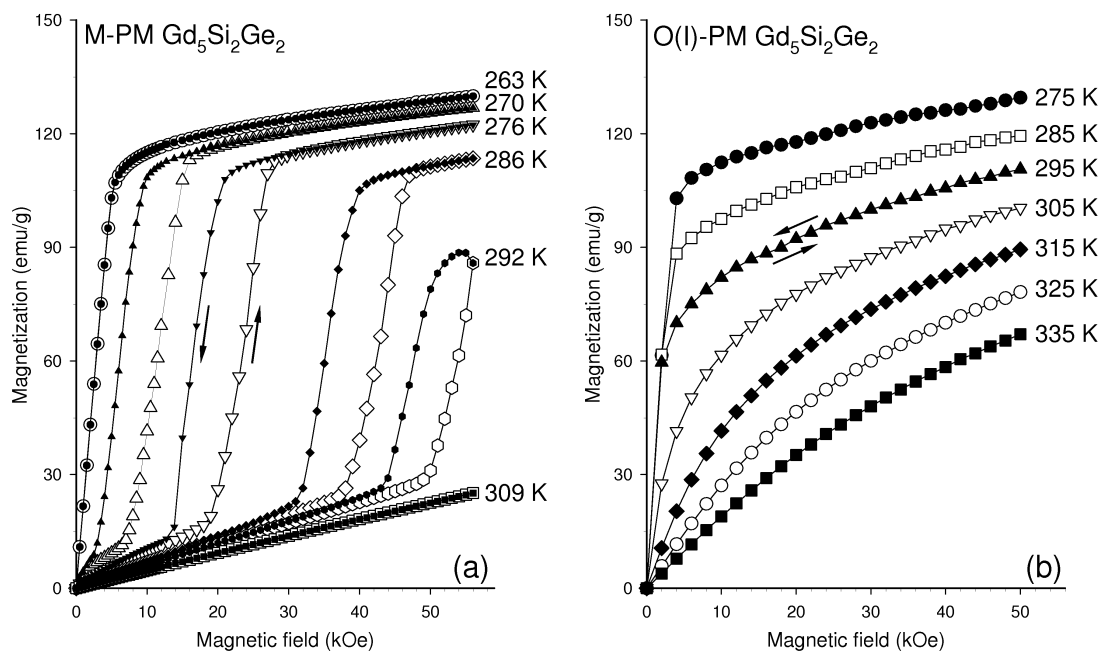 M-PM Gd5Si2Ge2
150
120
90
60
30
0
Magnetization (emu/g)
263 K
270 K
276 K
286 K
292 K
309 K
(a)
0 10 20 30 40 50
Magnetic field (kOe)
O(I)-PM Gd5Si2Ge2
150
120
90
60
30
0
Magnetization (emu/g)
275 K
285 K
295 K
305 K
315 K
325 K
335 K
(b)
0 10 20 30 40 50
Magnetic field (kOe)